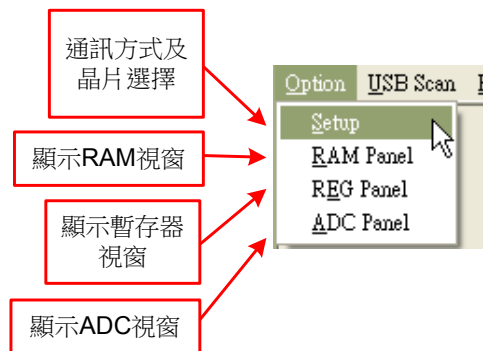 通訊方式及
晶片選擇
顯示RAM視窗
顯示暫存器
視窗
顯示ADC視窗
Option USB Scan
Setup
RAM Panel
REG Panel
ADC Panel